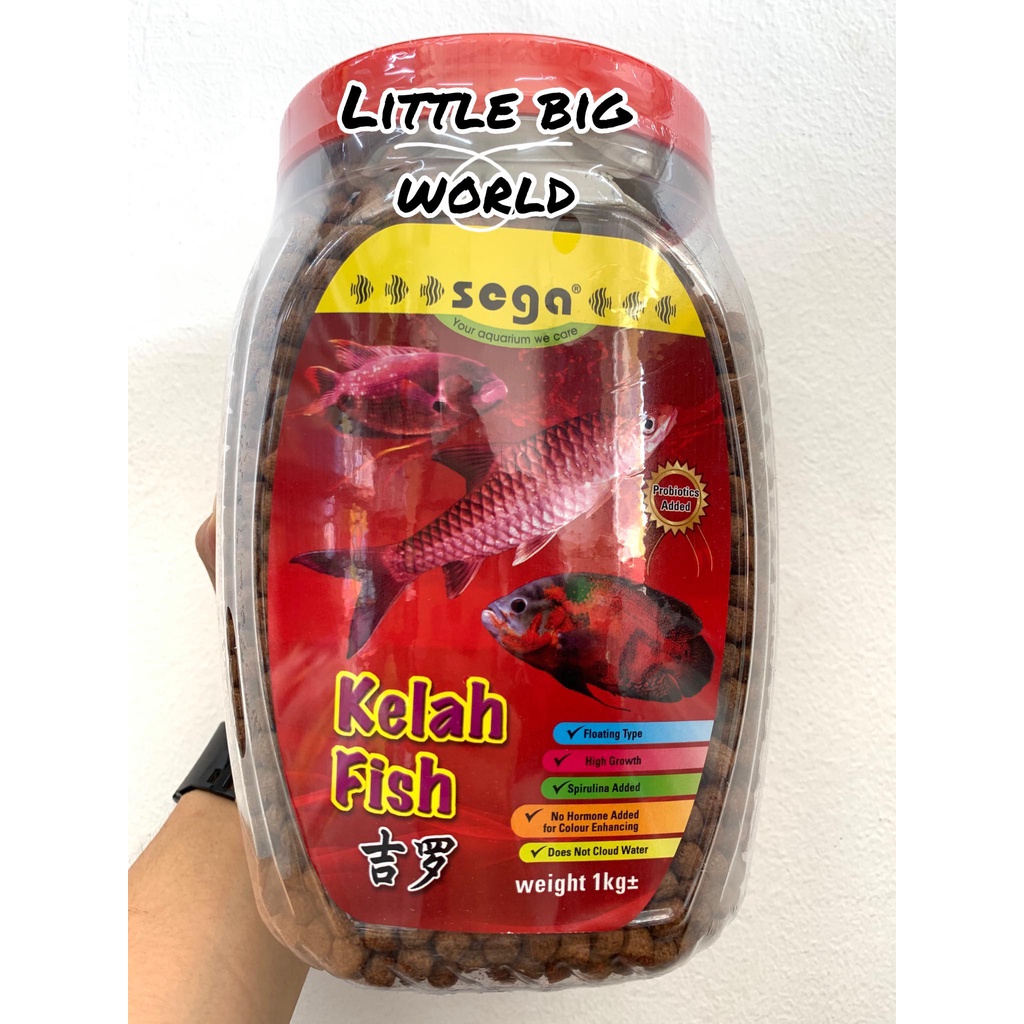 LITTLE BIG
WORLD
sega®
Your aquarium we care
Probiotics
Added
Kelah
Fish
吉罗
Floating Type
High Growth
Spirulina Added
No Hormone Added
for Colour Enhancing
Does Not Cloud Water
weight 1kg±